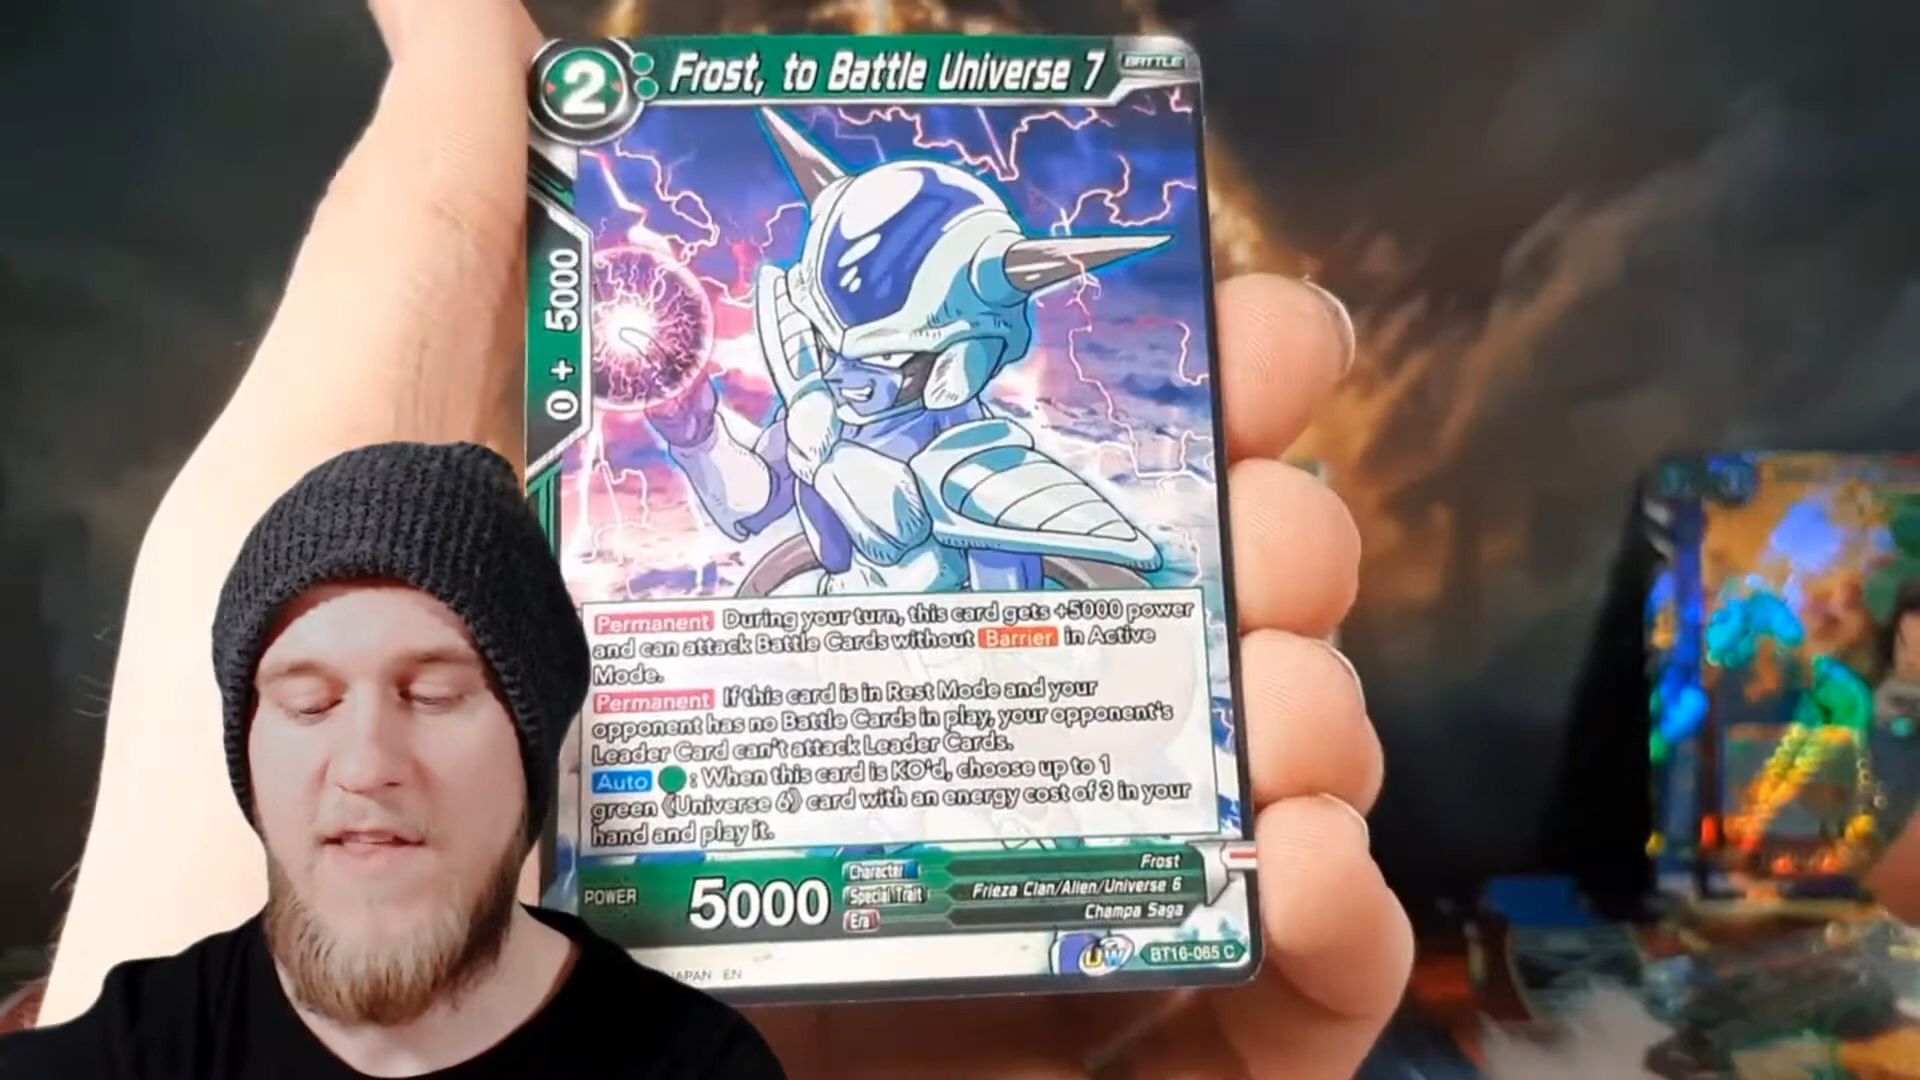 2 Frost, to Battle Universe 7 BATTLE
0 + 5000
Permanent During your turn, this card gets +5000 power
and can attack Battle Cards without Barrier in Active
Mode.
Permanent If this card is in Rest Mode and your
opponent has no Battle Cards in play, your opponent's
Leader Card can't attack Leader Cards.
Auto : When this card is KO'd, choose up to 1
green 《Universe 6》 card with an energy cost of 3 in your
hand and play it.
POWER 5000
Character Frost
Special Trait Frieza Clan/Alien/Universe 6
Era Champa Saga
JAPAN EN
UW BT16-065 C